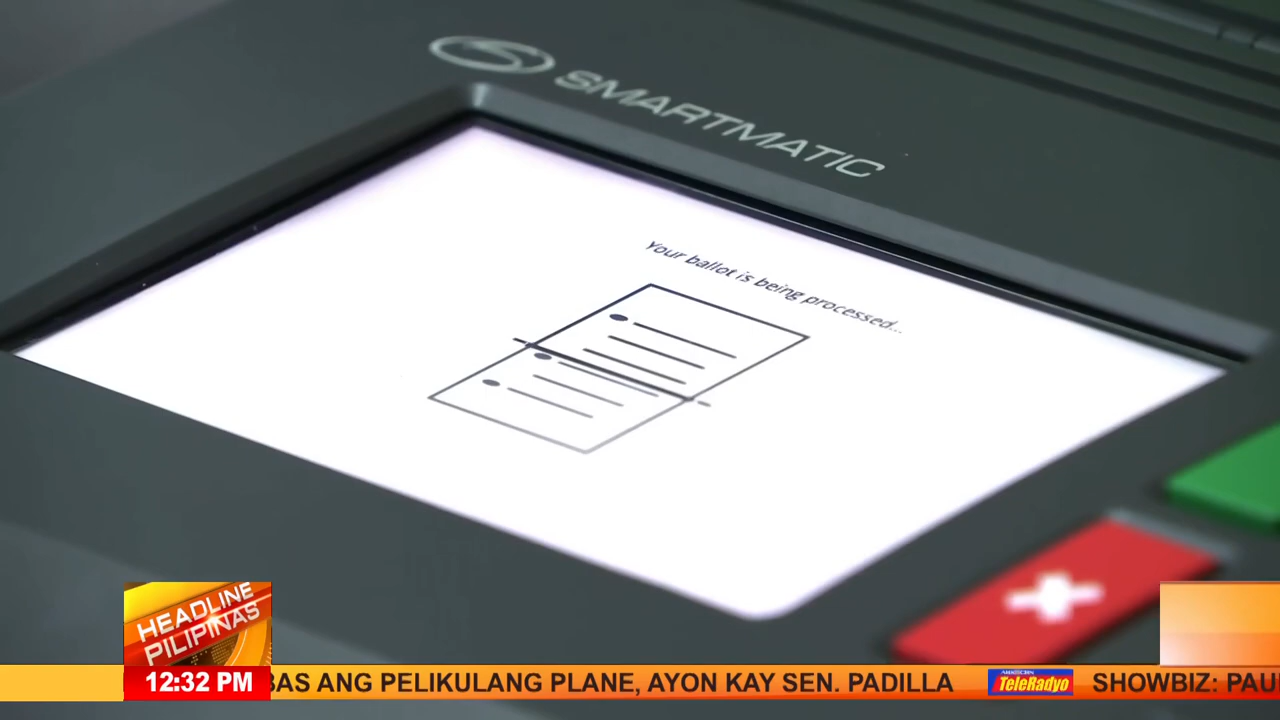 SMARTMATIC
Your ballot is being processed...
HEADLINE
PILIPINAS
12:32 PM
BAS ANG PELIKULANG PLANE, AYON KAY SEN. PADILLA
TeleRadyo
SHOWBIZ: PAU